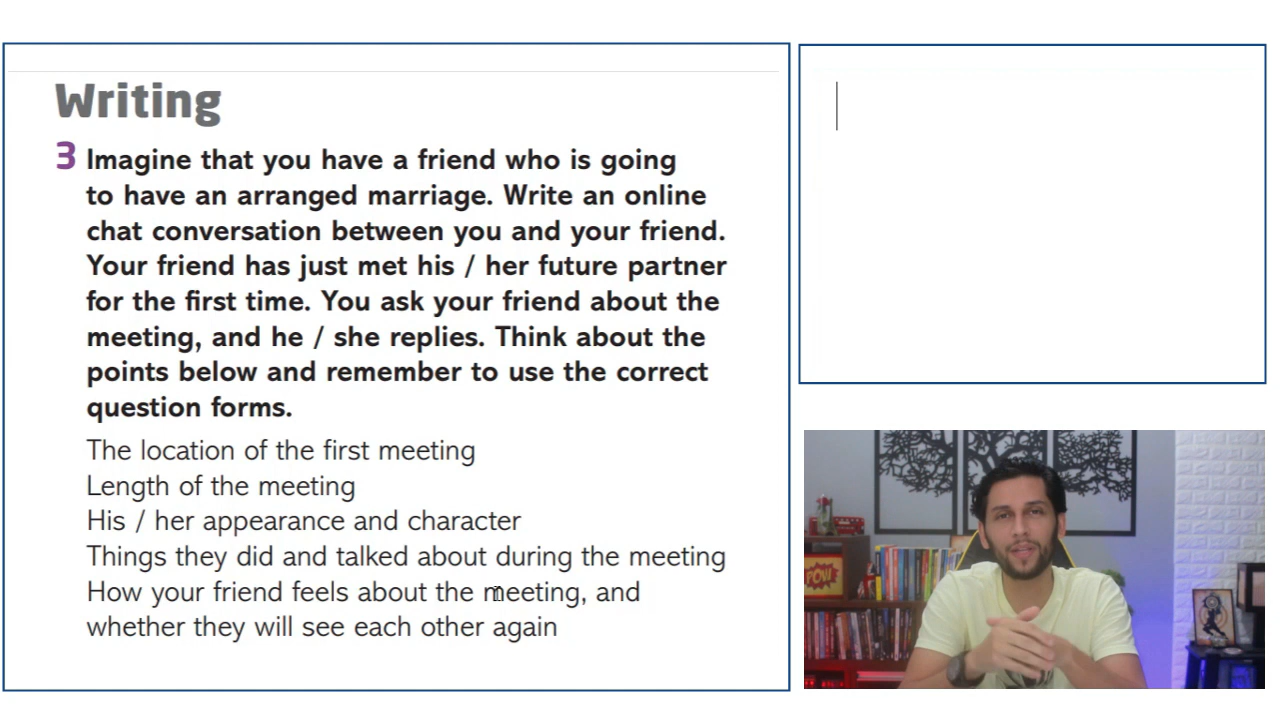 Writing
3 Imagine that you have a friend who is going
to have an arranged marriage. Write an online
chat conversation between you and your friend.
Your friend has just met his / her future partner
for the first time. You ask your friend about the
meeting, and he / she replies. Think about the
points below and remember to use the correct
question forms.
The location of the first meeting
Length of the meeting
His / her appearance and character
Things they did and talked about during the meeting
How your friend feels about the meeting, and
whether they will see each other again
POW